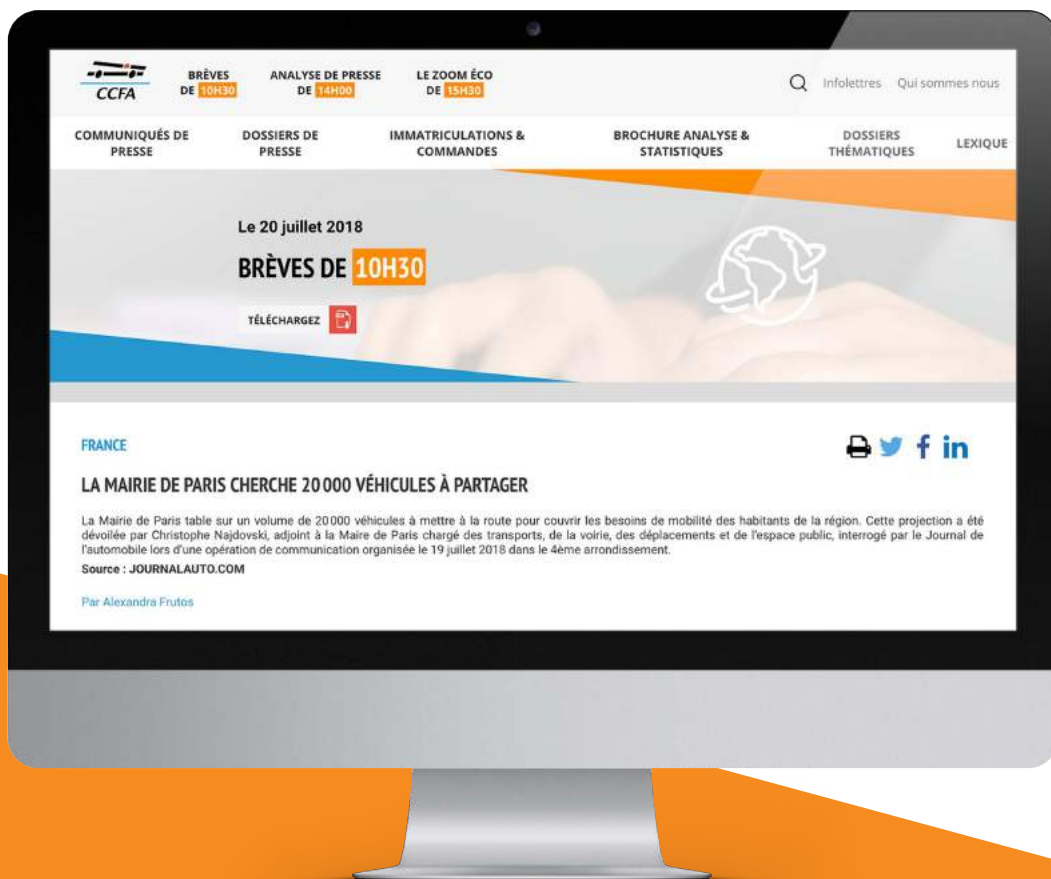 CCFA
BRÈVES
DE 10H30
ANALYSE DE PRESSE
DE 14H00
LE ZOOM ÉCO
DE 15H30
Infolettres
Qui sommes nous
COMMUNIQUÉS DE
PRESSE
DOSSIERS DE
PRESSE
IMMATRICULATIONS &
COMMANDES
BROCHURE ANALYSE &
STATISTIQUES
DOSSIERS
THÉMATIQUES
LEXIQUE
Le 20 juillet 2018
BRÈVES DE 10H30
TÉLÉCHARGEZ
FRANCE
LA MAIRIE DE PARIS CHERCHE 20 000 VÉHICULES À PARTAGER
La Mairie de Paris table sur un volume de 20 000 véhicules à mettre à la route pour couvrir les besoins de mobilité des habitants de la région. Cette projection a été
dévoilée par Christophe Najdovski, adjoint à la Maire de Paris chargé des transports, de la voirie, des déplacements et de l'espace public, interrogé par le Journal de
l'automobile lors d'une opération de communication organisée le 19 juillet 2018 dans le 4ème arrondissement.
Source : JOURNALAUTO.COM
Par Alexandra Frutos